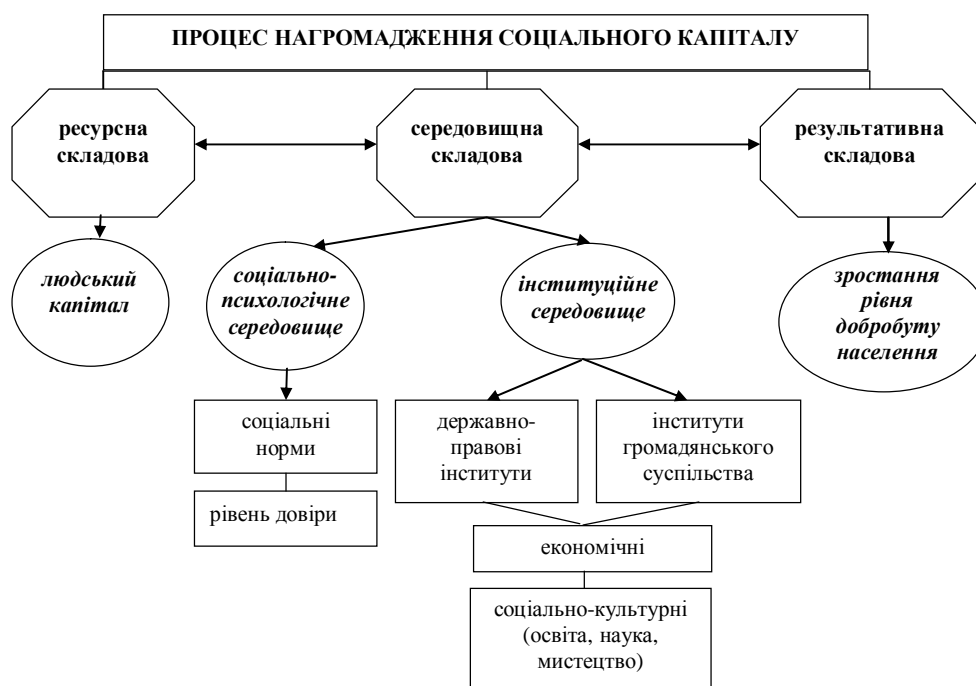 ПРОЦЕС НАГРОМАДЖЕННЯ СОЦІАЛЬНОГО КАПІТАЛУ
ресурсна
складова
середовищна
складова
результативна
складова
людський
капітал
соціально-
психологічне
середовище
інституційне
середовище
зростання
рівня
добробуту
населення
соціальні
норми
державно-
правові
інститути
інститути
громадянського
суспільства
рівень довіри
економічні
соціально-культурні
(освіта, наука,
мистецтво)